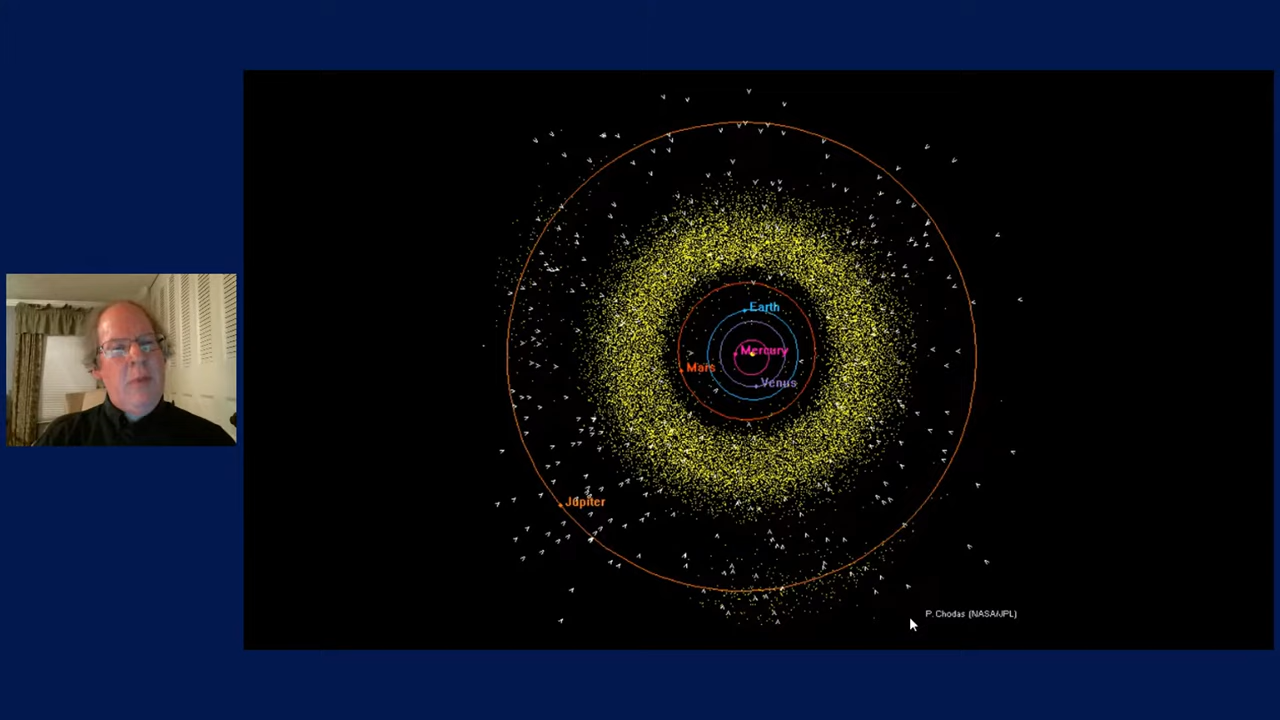 Earth
Mercury
Mars
Venus
Jupiter
P. Chodas (NASA/JPL)